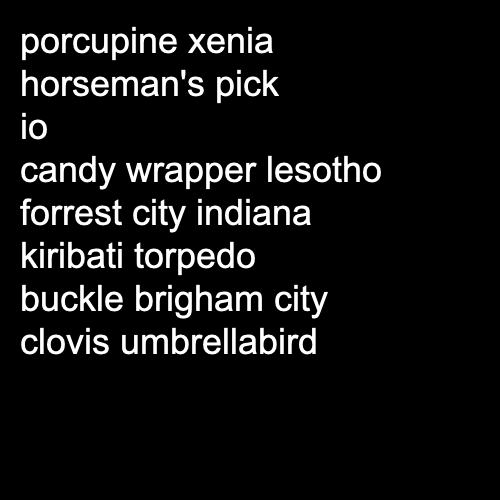 porcupine xenia
horseman's pick
io
candy wrapper lesotho
forrest city indiana
kiribati torpedo
buckle brigham city
clovis umbrellabird